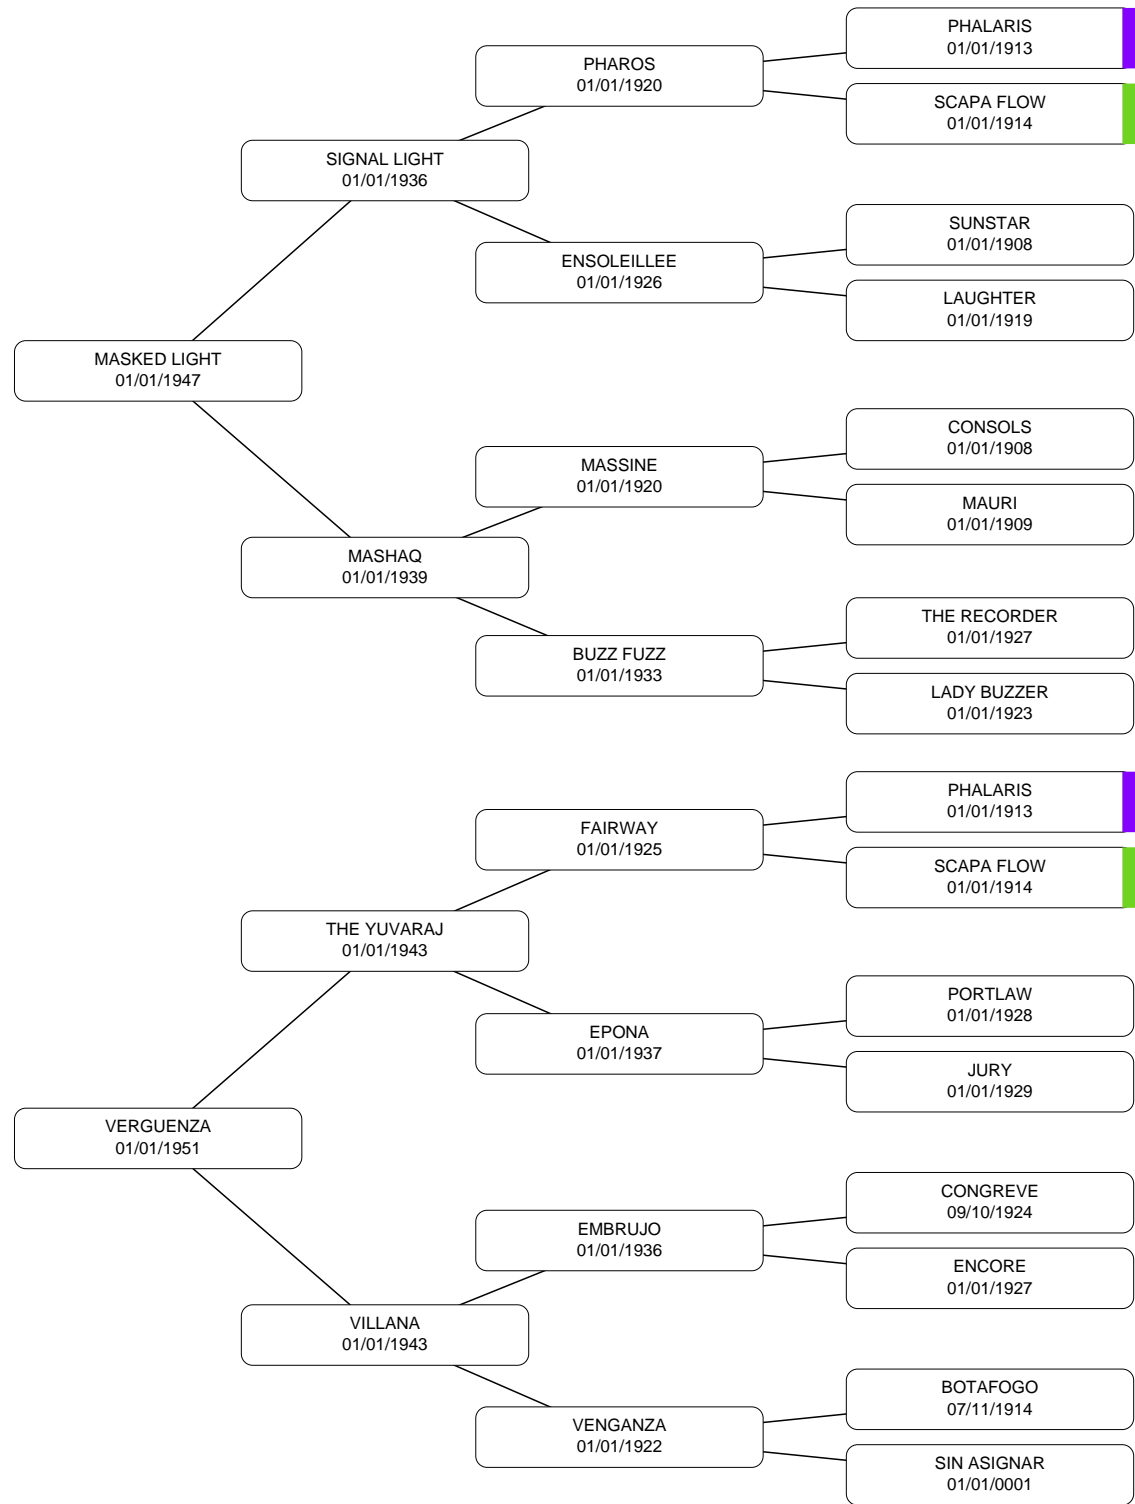 PHALARIS
01/01/1913
PHAROS
01/01/1920
SCAPA FLOW
01/01/1914
SIGNAL LIGHT
01/01/1936
SUNSTAR
01/01/1908
ENSOLEILLEE
01/01/1926
LAUGHTER
01/01/1919
MASKED LIGHT
01/01/1947
CONSOLS
01/01/1908
MASSINE
01/01/1920
MAURI
01/01/1909
MASHAQ
01/01/1939
THE RECORDER
01/01/1927
BUZZ FUZZ
01/01/1933
LADY BUZZER
01/01/1923
PHALARIS
01/01/1913
FAIRWAY
01/01/1925
SCAPA FLOW
01/01/1914
THE YUVARAJ
01/01/1943
PORTLAW
01/01/1928
EPONA
01/01/1937
JURY
01/01/1929
VERGUENZA
01/01/1951
CONGREVE
09/10/1924
EMBRUJO
01/01/1936
ENCORE
01/01/1927
VILLANA
01/01/1943
BOTAFOGO
07/11/1914
VENGANZA
01/01/1922
SIN ASIGNAR
01/01/0001